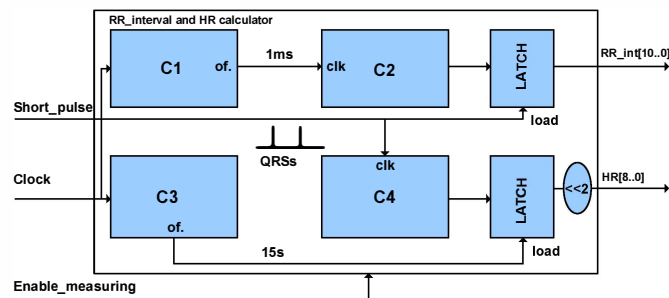 RR_interval and HR calculator
C1
of.
1ms
clk
C2
LATCH
RR_int[10..0]
Short_pulse
load
QRSs
clk
Clock
C3
of.
C4
LATCH
<<2
HR[8..0]
15s
load
Enable_measuring